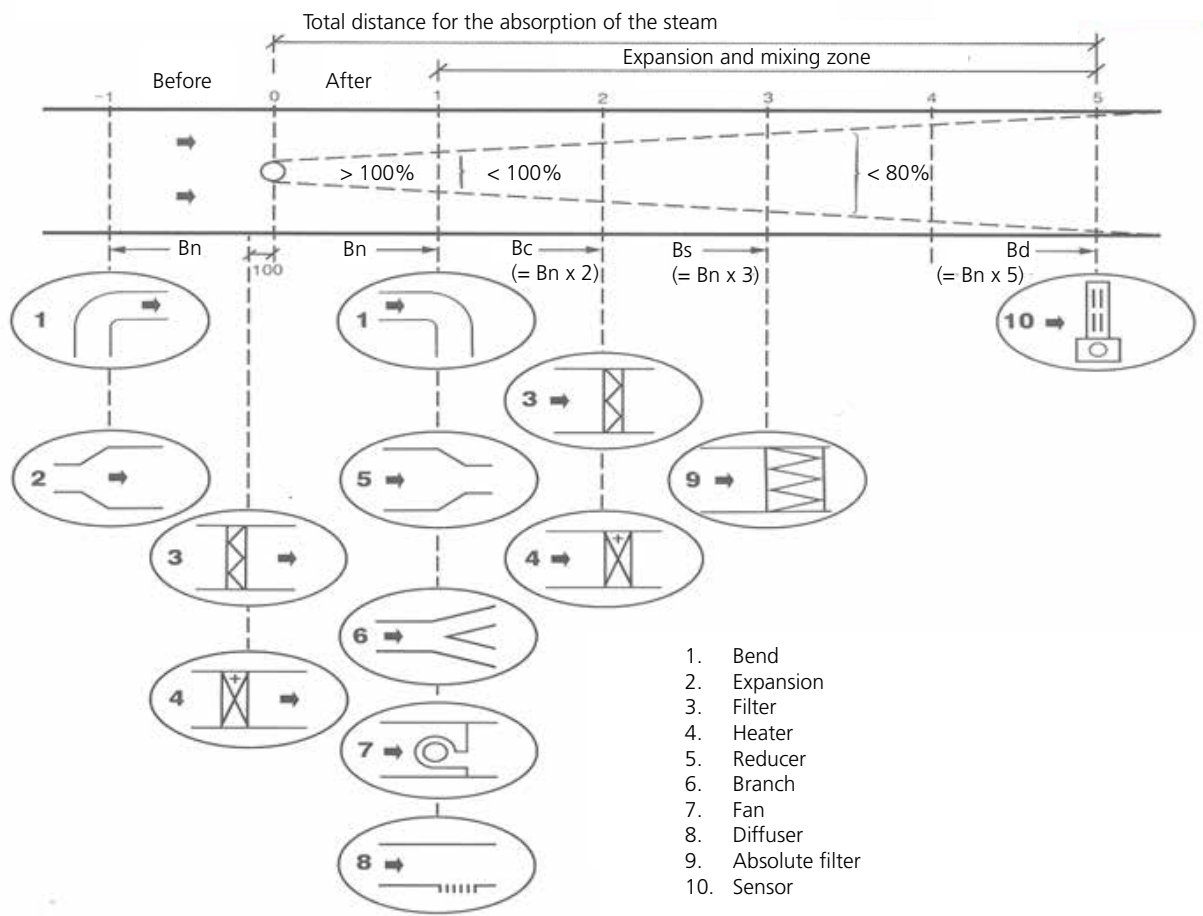 Total distance for the absorption of the steam
Expansion and mixing zone
Before After
-1 0 1 2 3 4 5
> 100% < 100% < 80%
Bn Bn Bc Bs Bd
100 (= Bn x 2) (= Bn x 3) (= Bn x 5)
1 1 10
3
2 5 9
3 4
6
4
7
8
1. Bend
2. Expansion
3. Filter
4. Heater
5. Reducer
6. Branch
7. Fan
8. Diffuser
9. Absolute filter
10. Sensor